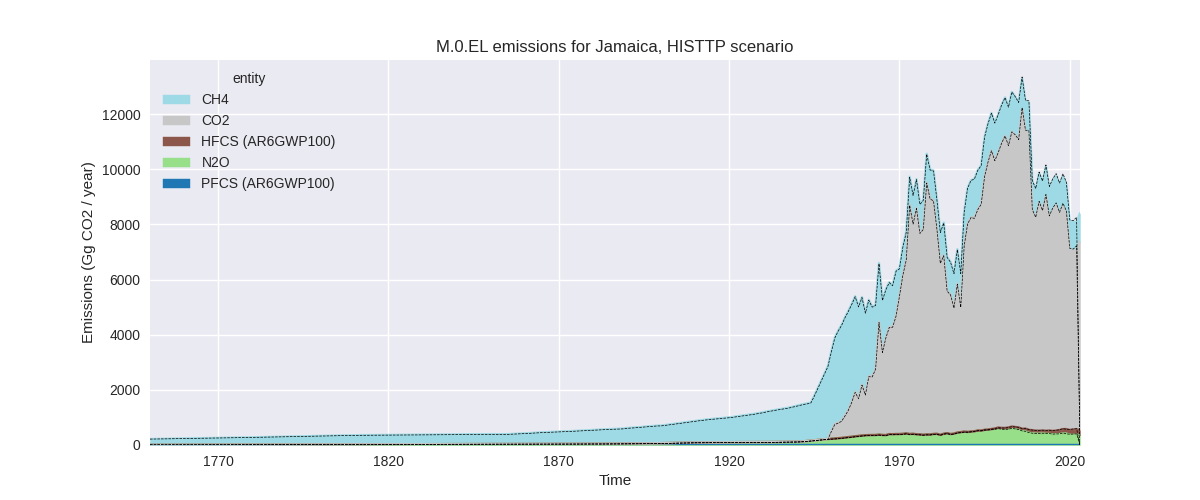 M.0.EL emissions for Jamaica, HISTTP scenario
entity
CH4
CO2
HFCS (AR6GWP100)
N2O
PFCS (AR6GWP100)
Emissions (Gg CO2 / year)
12000
10000
8000
6000
4000
2000
0
1770 1820 1870 1920 1970 2020
Time